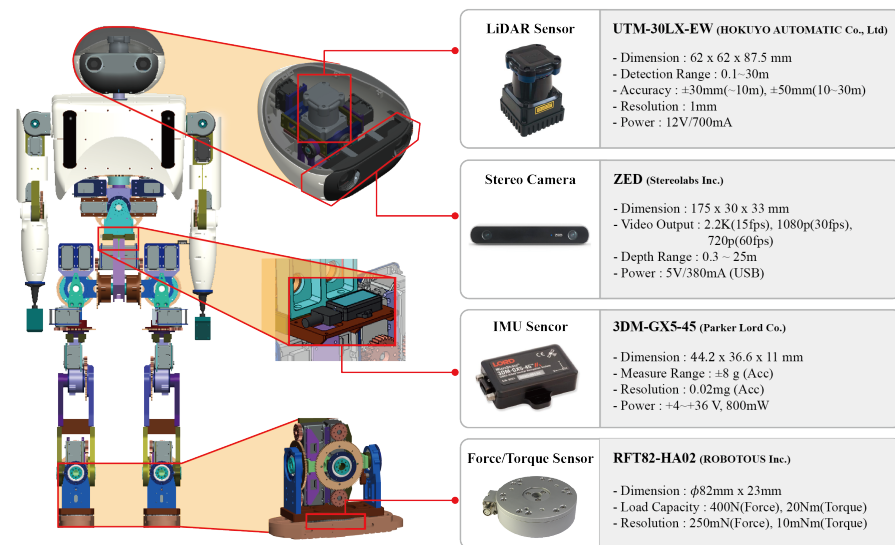 LiDAR Sensor
UTM-30LX-EW (HOKUYO AUTOMATIC Co., Ltd)
- Dimension : 62 x 62 x 87.5 mm
- Detection Range : 0.1~30m
- Accuracy : ±30mm(~10m), ±50mm(10~30m)
- Resolution : 1mm
- Power : 12V/700mA
Stereo Camera
ZED (Stereolabs Inc.)
- Dimension : 175 x 30 x 33 mm
- Video Output : 2.2K(15fps), 1080p(30fps),
720p(60fps)
- Depth Range : 0.3 ~ 25m
- Power : 5V/380mA (USB)
IMU Sencor
3DM-GX5-45 (Parker Lord Co.)
- Dimension : 44.2 x 36.6 x 11 mm
- Measure Range : ±8 g (Acc)
- Resolution : 0.02mg (Acc)
- Power : +4~+36 V, 800mW
LORD
3DM-GX5-45
Force/Torque Sensor
RFT82-HA02 (ROBOTOUS Inc.)
- Dimension : ϕ82mm x 23mm
- Load Capacity : 400N(Force), 20Nm(Torque)
- Resolution : 250mN(Force), 10mNm(Torque)